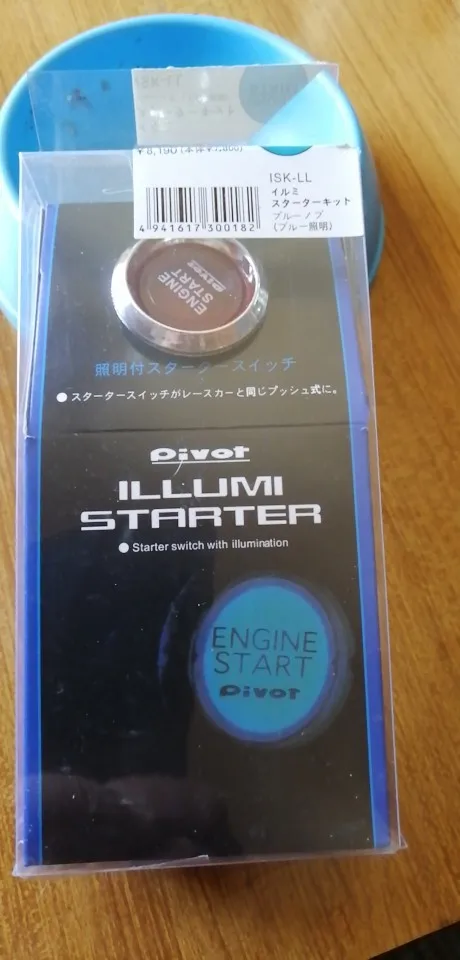 ¥8,190(本体¥7,800)
ISK-LL
イルミ
スターターキット
ブルーノブ
(ブルー照明)
4 941617 300182
ENGINE
START
Pivot
照明付スタータースイッチ
●スタータースイッチがレースカーと同じプッシュ式に。
Pivot
ILLUMI
STARTER
●Starter switch with illumination
ENGINE
START
Pivot